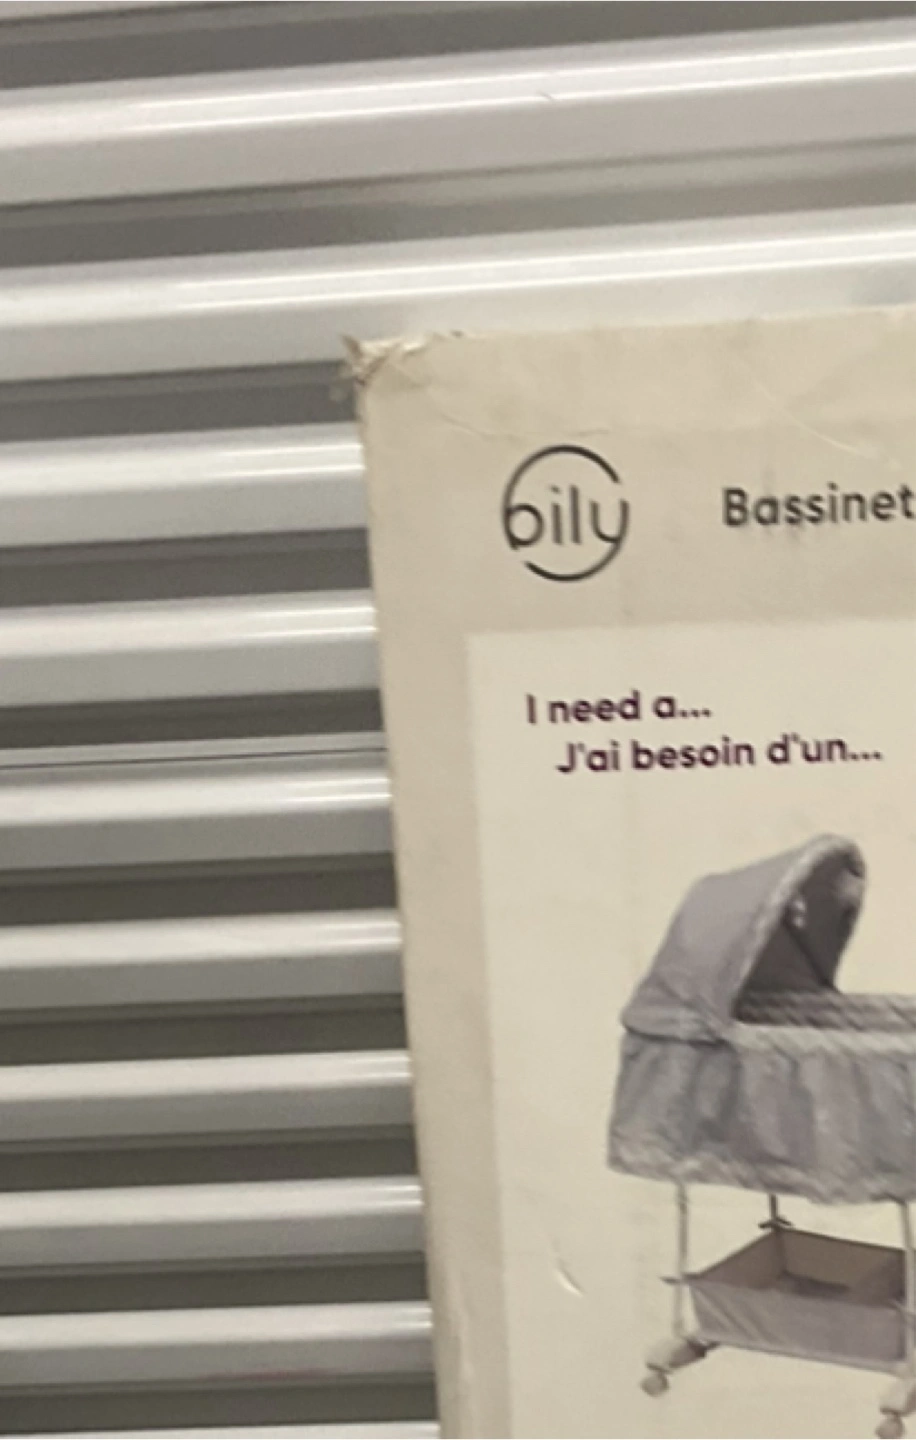 bily
Bassinet
I need a...
J'ai besoin d'un...